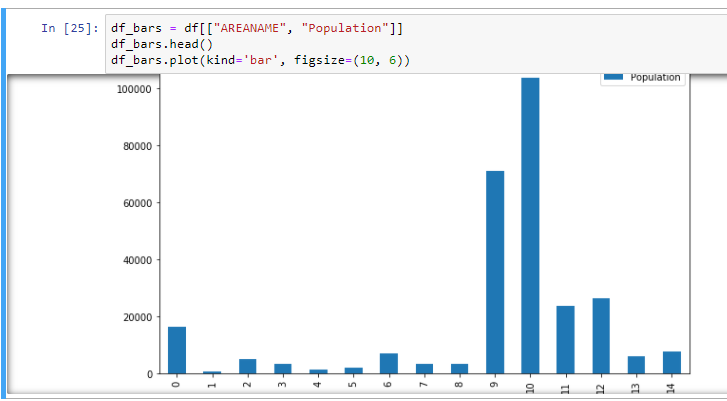 In [25]: df_bars = df[["AREANAME", "Population"]]
df_bars.head()
df_bars.plot(kind='bar', figsize=(10, 6))
Population
100000
80000
60000
40000
20000
0
0 1 2 3 4 5 6 7 8 9 10 11 12 13 14